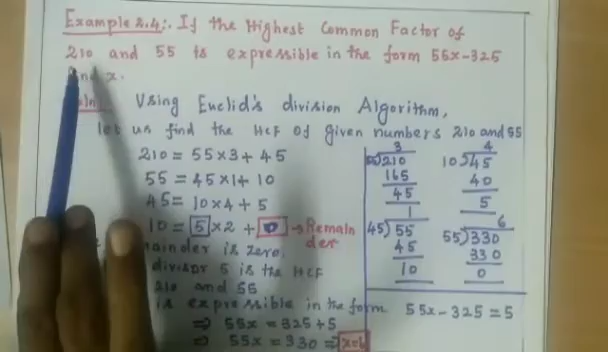 Example 2.4:. If the Highest Common Factor of
210 and 55 is expressible in the form 55x-325
find x.
Soln: Using Euclid's division Algorithm,
let us find the HCF of given numbers 210 and 55
210 = 55×3+45
55 = 45×1+10
45 = 10×4+5
10 = 5×2+0 → Remain
der
remainder is zero,
divisor 5 is the HCF
210 and 55
is expressible in the form 55x-325=5
⇒ 55x = 325+5
⇒ 55x = 330 ⇒ x=6
3
55)210
165
45
1
45)55
45
10
4
10)45
40
5
6
55)330
330
0